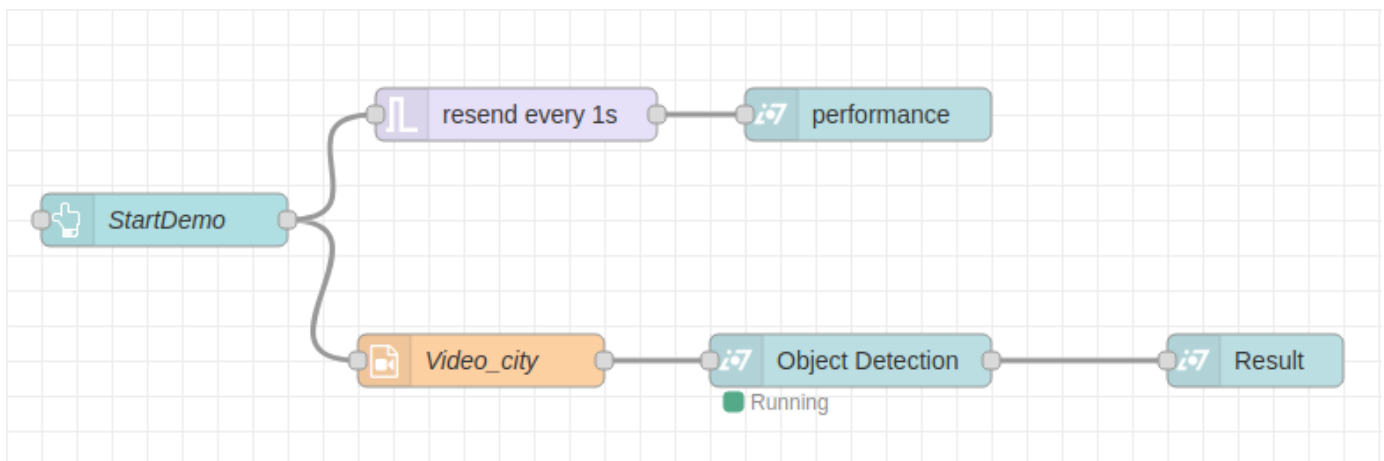 resend every 1s
performance
StartDemo
Video_city
Object Detection
Result
Running